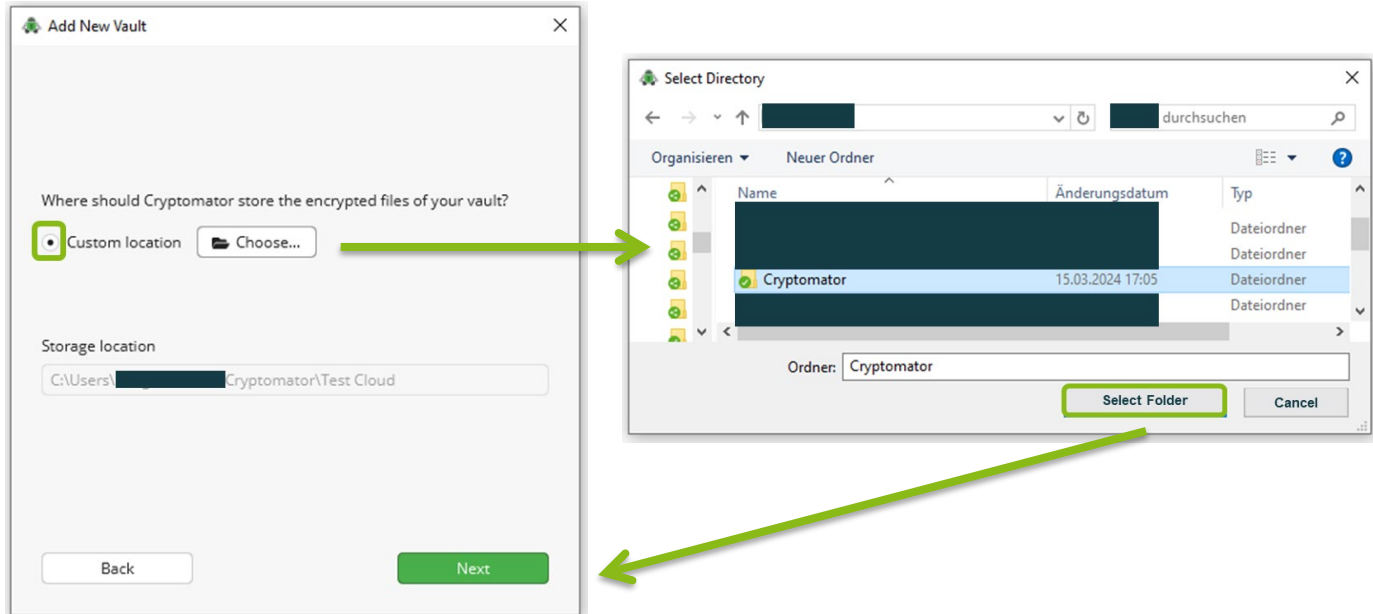 Add New Vault
Where should Cryptomator store the encrypted files of your vault?
Custom location Choose...
Storage location
C:\Users\ Cryptomator\Test Cloud
Back Next
Select Directory
durchsuchen
Organisieren Neuer Ordner ?
Name Änderungsdatum Typ
Dateiordner
Dateiordner
Cryptomator 15.03.2024 17:05 Dateiordner
Dateiordner
Ordner: Cryptomator
Select Folder Cancel